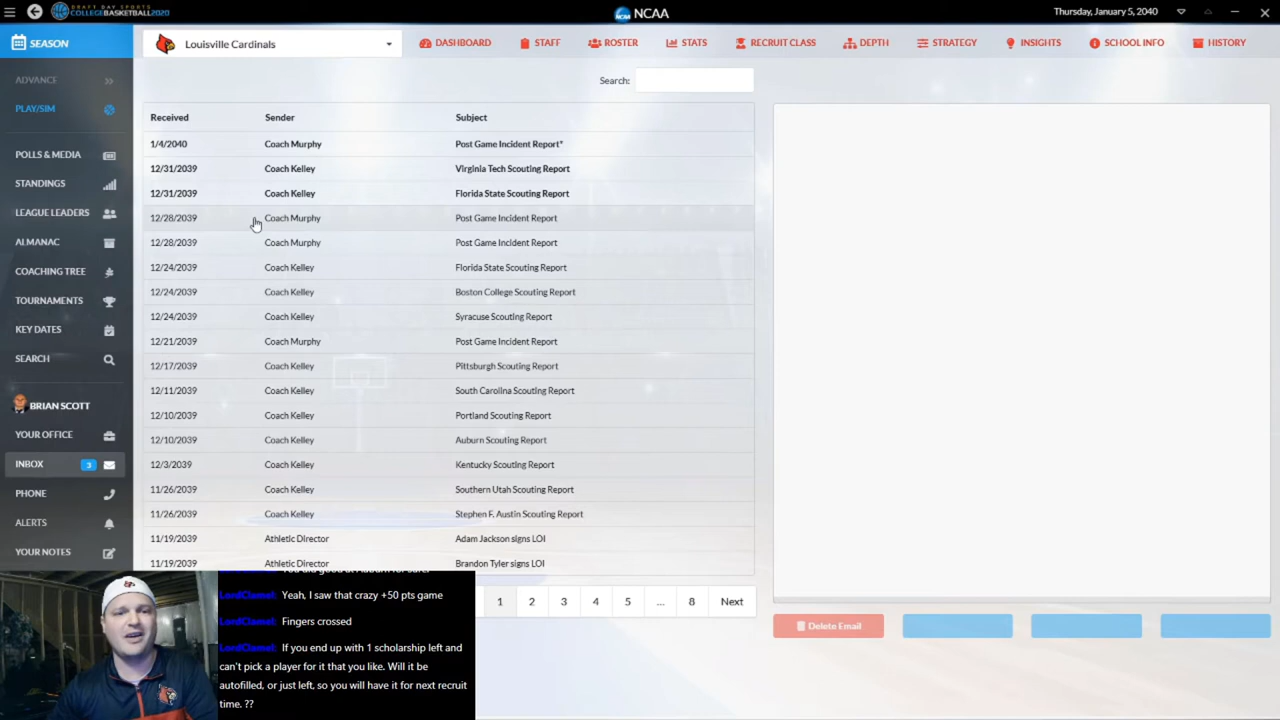 DRAFT DAY SPORTS
COLLEGE BASKETBALL 2020
NCAA
Thursday, January 5, 2040
SEASON
Louisville Cardinals
DASHBOARD
STAFF
ROSTER
STATS
RECRUIT CLASS
DEPTH
STRATEGY
INSIGHTS
SCHOOL INFO
HISTORY
ADVANCE
PLAY/SIM
POLLS & MEDIA
STANDINGS
LEAGUE LEADERS
ALMANAC
COACHING TREE
TOURNAMENTS
KEY DATES
SEARCH
BRIAN SCOTT
YOUR OFFICE
INBOX 3
PHONE
ALERTS
YOUR NOTES
Search:
Received Sender Subject
1/4/2040 Coach Murphy Post Game Incident Report*
12/31/2039 Coach Kelley Virginia Tech Scouting Report
12/31/2039 Coach Kelley Florida State Scouting Report
12/28/2039 Coach Murphy Post Game Incident Report
12/28/2039 Coach Murphy Post Game Incident Report
12/24/2039 Coach Kelley Florida State Scouting Report
12/24/2039 Coach Kelley Boston College Scouting Report
12/24/2039 Coach Kelley Syracuse Scouting Report
12/21/2039 Coach Murphy Post Game Incident Report
12/17/2039 Coach Kelley Pittsburgh Scouting Report
12/11/2039 Coach Kelley South Carolina Scouting Report
12/10/2039 Coach Kelley Portland Scouting Report
12/10/2039 Coach Kelley Auburn Scouting Report
12/3/2039 Coach Kelley Kentucky Scouting Report
11/26/2039 Coach Kelley Southern Utah Scouting Report
11/26/2039 Coach Kelley Stephen F. Austin Scouting Report
11/19/2039 Athletic Director Adam Jackson signs LOI
11/19/2039 Athletic Director Brandon Tyler signs LOI
1 2 3 4 5 ... 8 Next
Delete Email
LordClamel: Yeah, I saw that crazy +50 pts game
LordClamel: Fingers crossed
LordClamel: If you end up with 1 scholarship left and
can't pick a player for it that you like. Will it be
autofilled, or just left, so you will have it for next recruit
time. ??